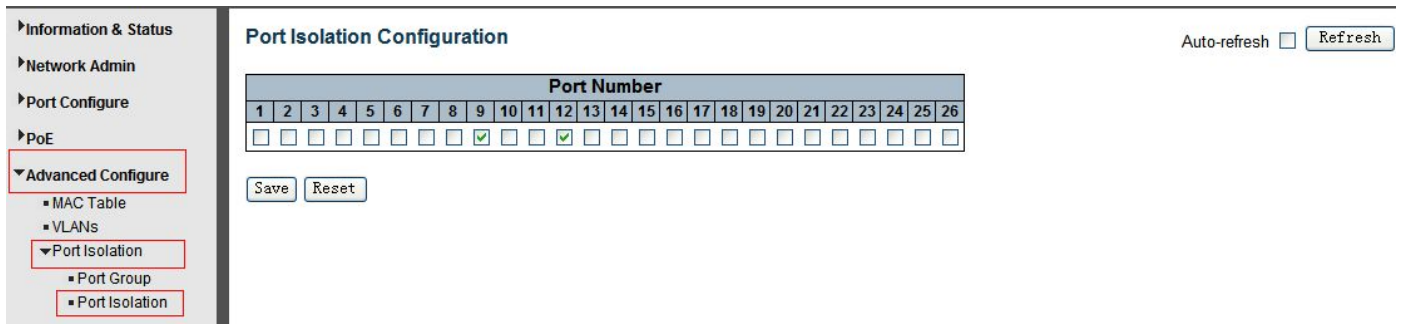 Information & Status
Network Admin
Port Configure
PoE
Advanced Configure
MAC Table
VLANs
Port Isolation
Port Group
Port Isolation
Port Isolation Configuration
Auto-refresh Refresh
Port Number
1 2 3 4 5 6 7 8 9 10 11 12 13 14 15 16 17 18 19 20 21 22 23 24 25 26
Save Reset